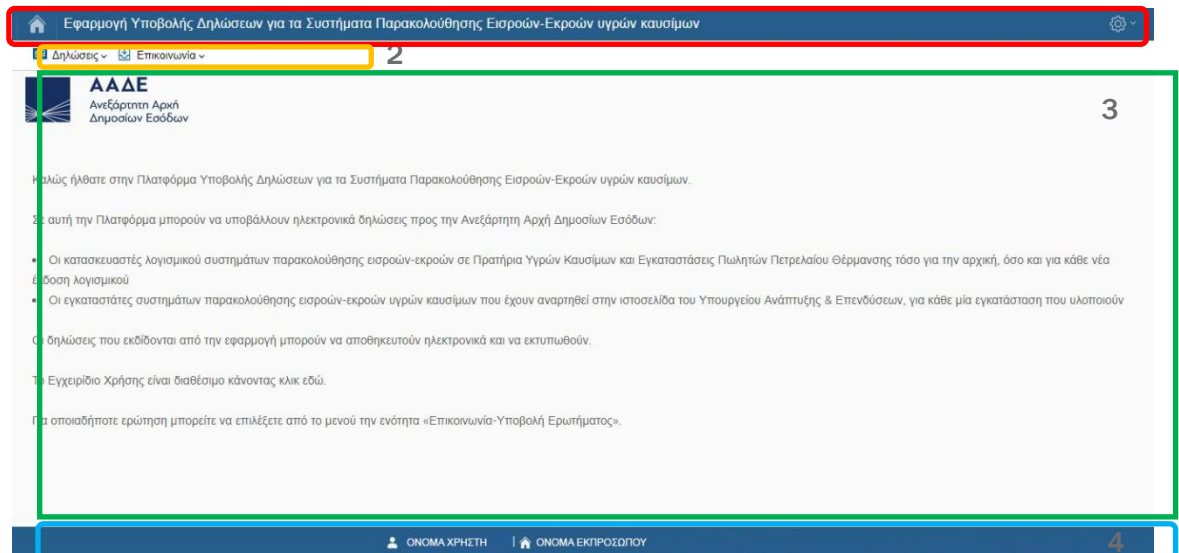 Εφαρμογή Υποβολής Δηλώσεων για τα Συστήματα Παρακολούθησης Εισροών-Εκροών υγρών καυσίμων
Δηλώσεις Επικοινωνία 2
ΑΑΔΕ
Ανεξάρτητη Αρχή
Δημοσίων Εσόδων
3
Καλώς ήλθατε στην Πλατφόρμα Υποβολής Δηλώσεων για τα Συστήματα Παρακολούθησης Εισροών-Εκροών υγρών καυσίμων.
Σε αυτή την Πλατφόρμα μπορούν να υποβάλλουν ηλεκτρονικά δηλώσεις προς την Ανεξάρτητη Αρχή Δημοσίων Εσόδων:
• Οι κατασκευαστές λογισμικού συστημάτων παρακολούθησης εισροών-εκροών σε Πρατήρια Υγρών Καυσίμων και Εγκαταστάσεις Πωλητών Πετρελαίου Θέρμανσης τόσο για την αρχική, όσο και για κάθε νέα
έκδοση λογισμικού
• Οι εγκαταστάτες συστημάτων παρακολούθησης εισροών-εκροών υγρών καυσίμων που έχουν αναρτηθεί στην ιστοσελίδα του Υπουργείου Ανάπτυξης & Επενδύσεων, για κάθε μία εγκατάσταση που υλοποιούν
Οι δηλώσεις που εκδίδονται από την εφαρμογή μπορούν να αποθηκευτούν ηλεκτρονικά και να εκτυπωθούν.
Το Εγχειρίδιο Χρήσης είναι διαθέσιμο κάνοντας κλικ εδώ.
Για οποιαδήποτε ερώτηση μπορείτε να επιλέξετε από το μενού την ενότητα «Επικοινωνία-Υποβολή Ερωτήματος».
ΟΝΟΜΑ ΧΡΗΣΤΗ | ΟΝΟΜΑ ΕΚΠΡΟΣΩΠΟΥ 4